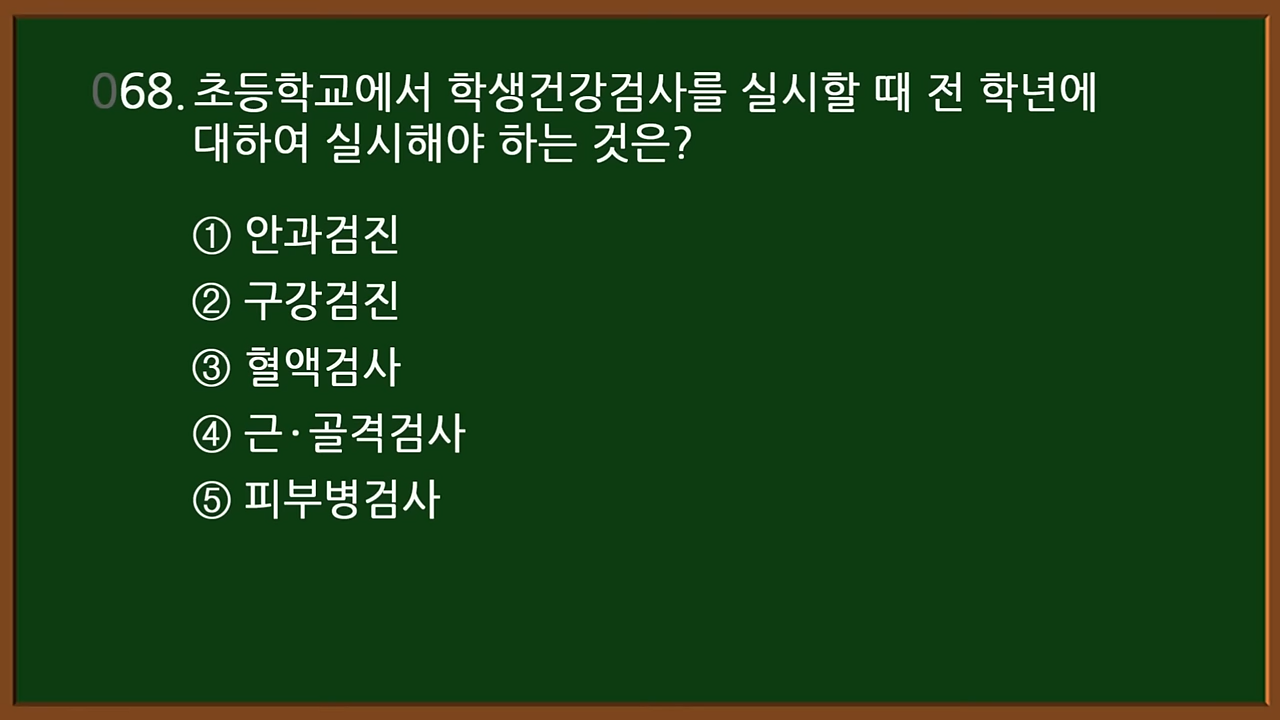 068. 초등학교에서 학생건강검사를 실시할 때 전 학년에
대하여 실시해야 하는 것은?
① 안과검진
② 구강검진
③ 혈액검사
④ 근·골격검사
⑤ 피부병검사